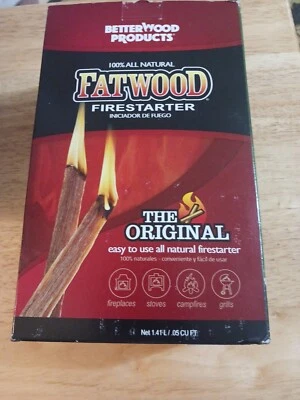 BETTERWOOD
PRODUCTS
100% ALL NATURAL
FATWOOD
FIRESTARTER
INICIADOR DE FUEGO
THE
ORIGINAL
easy to use all natural firestarter
100% naturales - conveniente y fácil de usar
fireplaces stoves campfires grills
Net 1.41 L / .05 CU FT